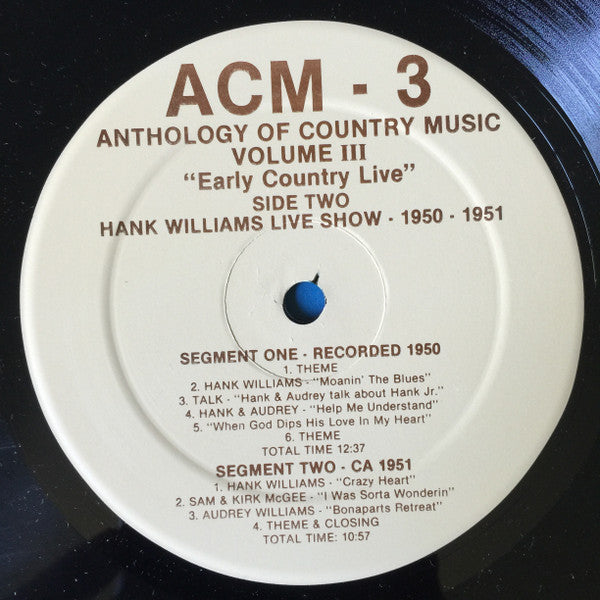 ACM - 3
ANTHOLOGY OF COUNTRY MUSIC
VOLUME III
“Early Country Live”
SIDE TWO
HANK WILLIAMS LIVE SHOW - 1950 - 1951
SEGMENT ONE - RECORDED 1950
1. THEME
2. HANK WILLIAMS - “Moanin' The Blues”
3. TALK - “Hank & Audrey talk about Hank Jr.”
4. HANK & AUDREY - “Help Me Understand”
5. “When God Dips His Love In My Heart”
6. THEME
TOTAL TIME 12:37
SEGMENT TWO - CA 1951
1. HANK WILLIAMS - “Crazy Heart”
2. SAM & KIRK McGEE - “I Was Sorta Wonderin”
3. AUDREY WILLIAMS - “Bonaparts Retreat”
4. THEME & CLOSING
TOTAL TIME: 10:57